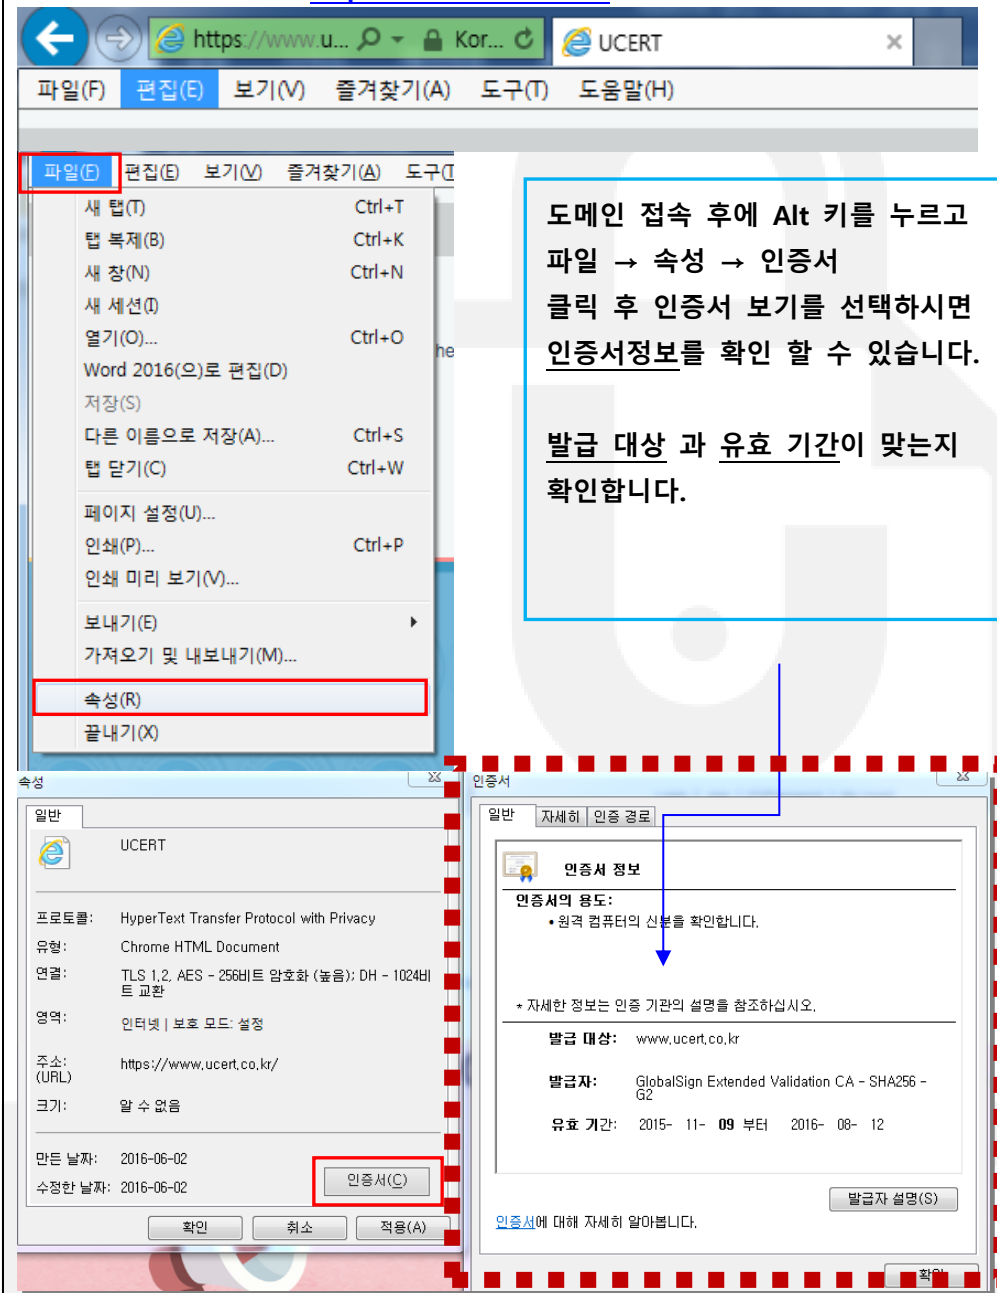 https://www.u... Kor... UCERT
파일(F) 편집(E) 보기(V) 즐겨찾기(A) 도구(T) 도움말(H)
파일(F) 편집(E) 보기(V) 즐겨찾기(A) 도구(T
새 탭(T) Ctrl+T
탭 복제(B) Ctrl+K
새 창(N) Ctrl+N
새 세션(I)
열기(O)... Ctrl+O
Word 2016(으)로 편집(D)
저장(S)
다른 이름으로 저장(A)... Ctrl+S
탭 닫기(C) Ctrl+W
페이지 설정(U)...
인쇄(P)... Ctrl+P
인쇄 미리 보기(V)...
보내기(E)
가져오기 및 내보내기(M)...
속성(R)
끝내기(X)
he
도메인 접속 후에 Alt 키를 누르고
파일 → 속성 → 인증서
클릭 후 인증서 보기를 선택하시면
인증서정보를 확인 할 수 있습니다.
발급 대상 과 유효 기간이 맞는지
확인합니다.
속성
일반
UCERT
프로토콜: HyperText Transfer Protocol with Privacy
유형: Chrome HTML Document
연결: TLS 1.2, AES - 256비트 암호화 (높음); DH - 1024비
트 교환
영역: 인터넷 | 보호 모드: 설정
주소: https://www.ucert.co.kr/
(URL)
크기: 알 수 없음
만든 날짜: 2016-06-02
수정한 날짜: 2016-06-02
인증서(C)
확인 취소 적용(A)
인증서
일반 자세히 인증 경로
인증서 정보
인증서의 용도:
• 원격 컴퓨터의 신분을 확인합니다.
* 자세한 정보는 인증 기관의 설명을 참조하십시오.
발급 대상: www.ucert.co.kr
발급자: GlobalSign Extended Validation CA - SHA256 -
G2
유효 기간: 2015- 11- 09 부터 2016- 08- 12
발급자 설명(S)
인증서에 대해 자세히 알아봅니다.
확인